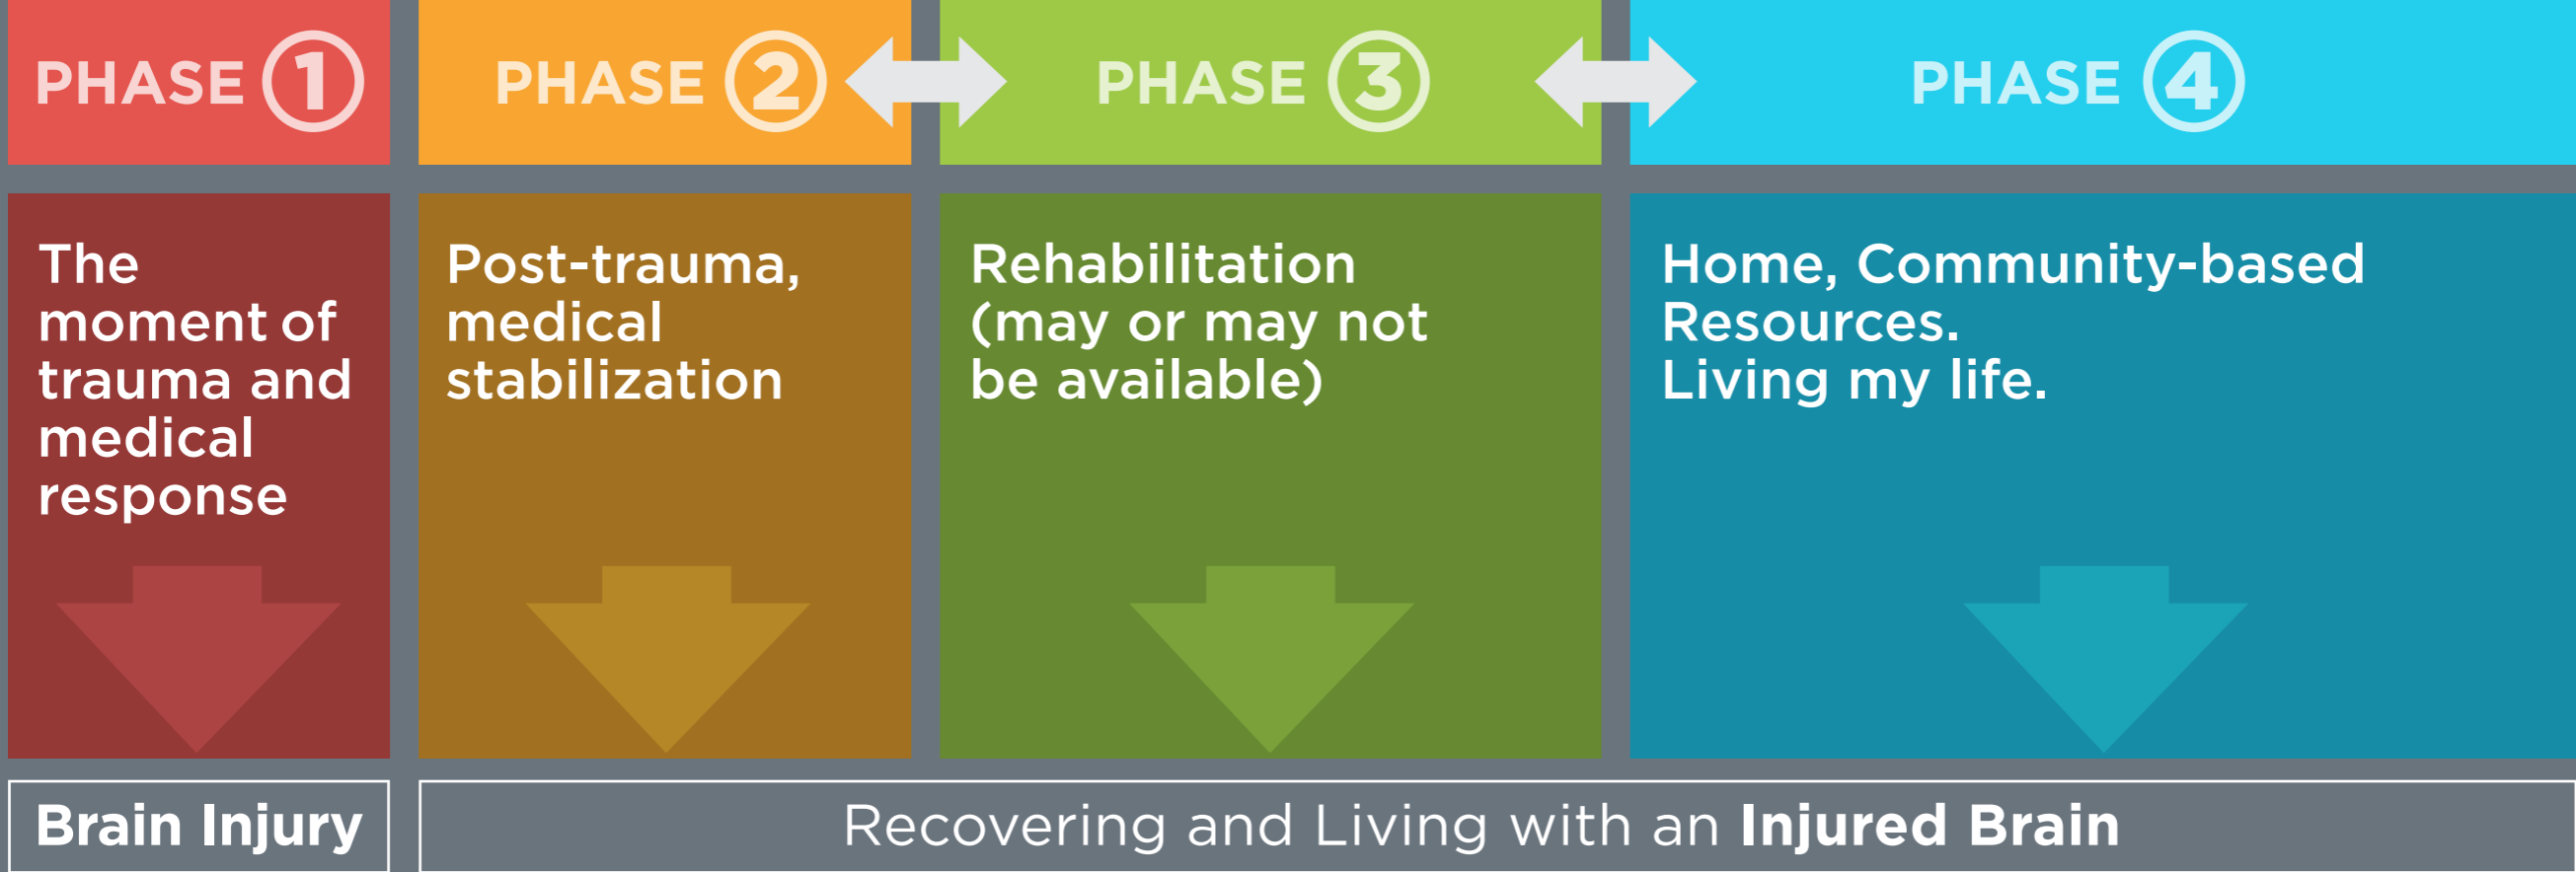 PHASE 1
PHASE 2
PHASE 3
PHASE 4
The
moment of
trauma and
medical
response
Post-trauma,
medical
stabilization
Rehabilitation
(may or may not
be available)
Home, Community-based
Resources.
Living my life.
Brain Injury
Recovering and Living with an Injured Brain